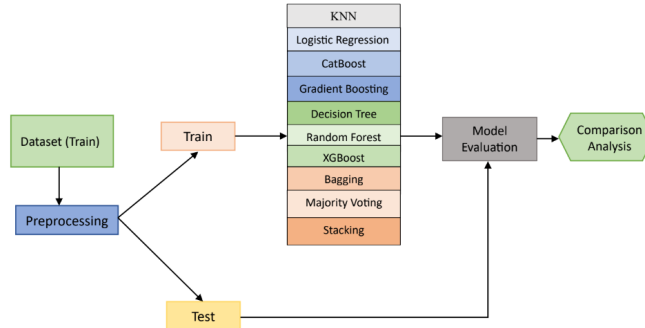 Dataset (Train)
Preprocessing
Train
Test
KNN
Logistic Regression
CatBoost
Gradient Boosting
Decision Tree
Random Forest
XGBoost
Bagging
Majority Voting
Stacking
Model
Evaluation
Comparison
Analysis